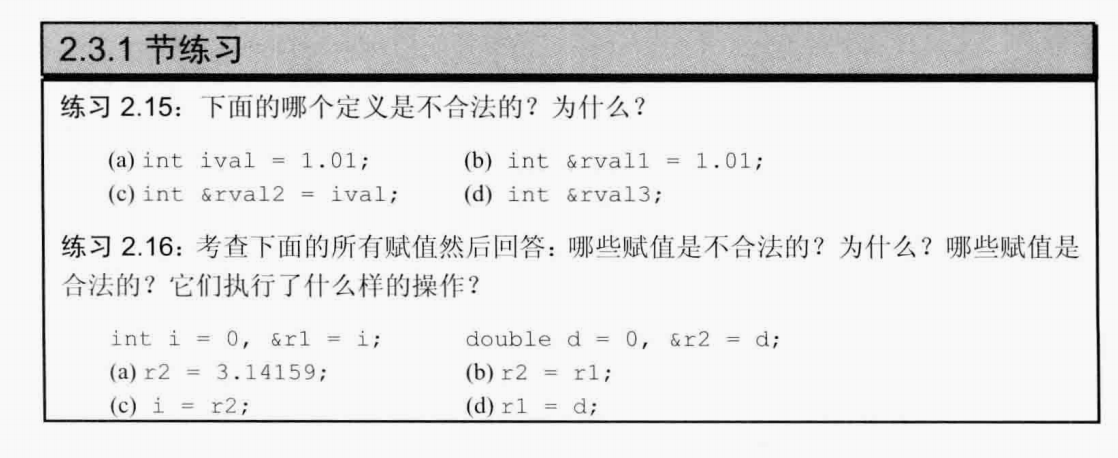 2.3.1 节练习
练习 2.15：下面的哪个定义是不合法的？为什么？
(a) int ival = 1.01; (b) int &rval1 = 1.01;
(c) int &rval2 = ival; (d) int &rval3;
练习 2.16：考查下面的所有赋值然后回答：哪些赋值是不合法的？为什么？哪些赋值是
合法的？它们执行了什么样的操作？
int i = 0, &r1 = i; double d = 0, &r2 = d;
(a) r2 = 3.14159; (b) r2 = r1;
(c) i = r2; (d) r1 = d;